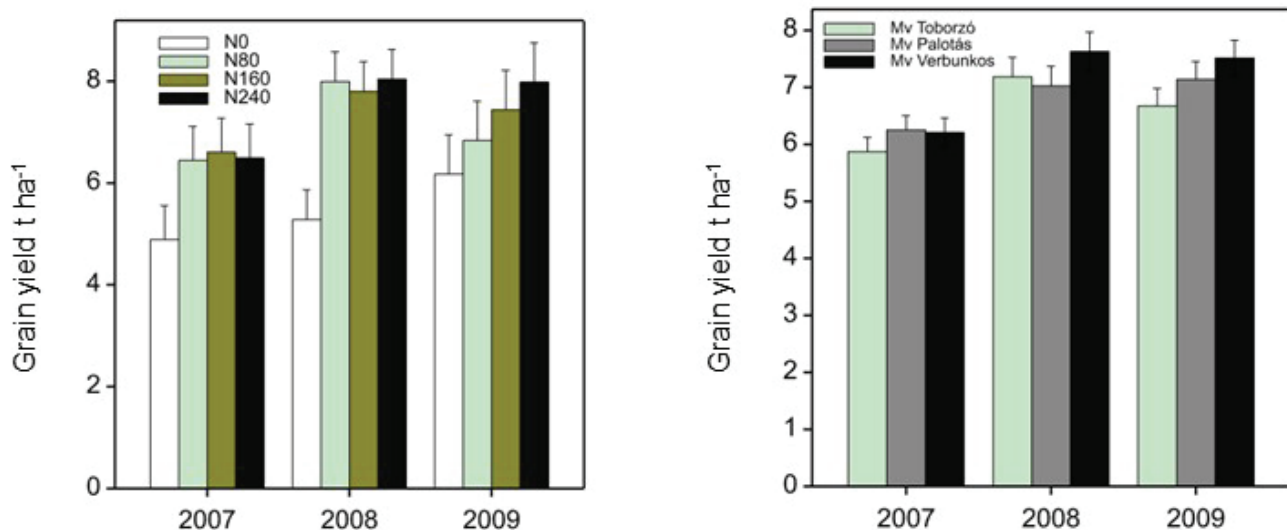 Grain yield t ha-1
8
6
4
2
0
N0
N80
N160
N240
2007 2008 2009
Grain yield t ha-1
8
7
6
5
4
3
2
1
0
Mv Toborzó
Mv Palotás
Mv Verbunkos
2007 2008 2009